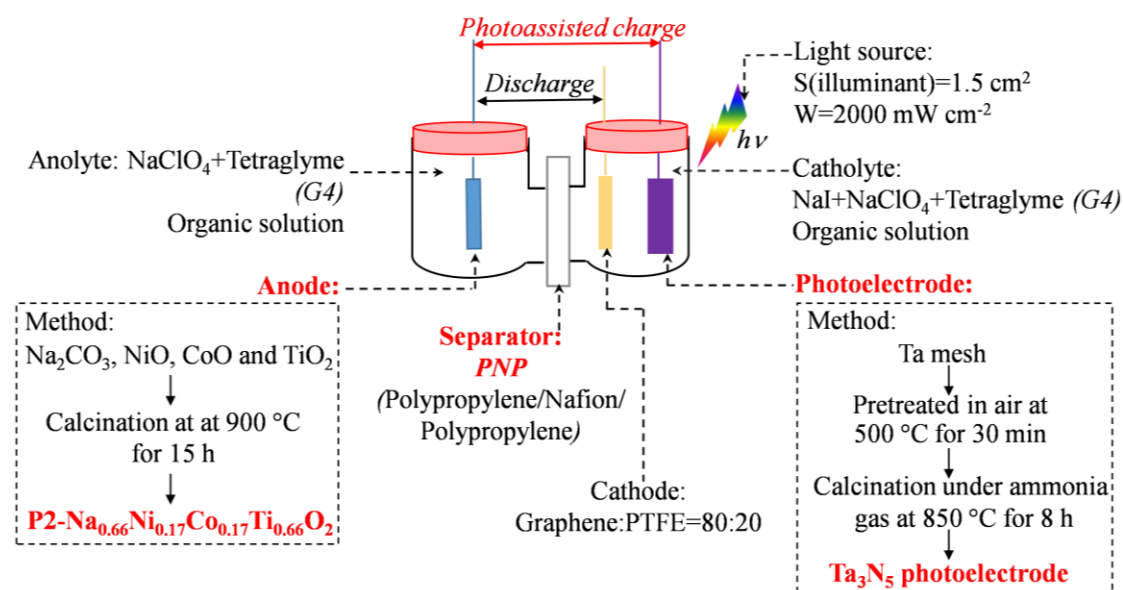 Photoassisted charge
Discharge
hν
Light source:
S(illuminant)=1.5 cm²
W=2000 mW cm⁻²
Anolyte: NaClO₄+Tetraglyme
(G4)
Organic solution
Catholyte:
NaI+NaClO₄+Tetraglyme (G4)
Organic solution
Anode:
Method:
Na₂CO₃, NiO, CoO and TiO₂
Calcination at at 900 °C
for 15 h
P2-Na₀.₆₆Ni₀.₁₇Co₀.₁₇Ti₀.₆₆O₂
Separator:
PNP
(Polypropylene/Nafion/
Polypropylene)
Cathode:
Graphene:PTFE=80:20
Photoelectrode:
Method:
Ta mesh
Pretreated in air at
500 °C for 30 min
Calcination under ammonia
gas at 850 °C for 8 h
Ta₃N₅ photoelectrode